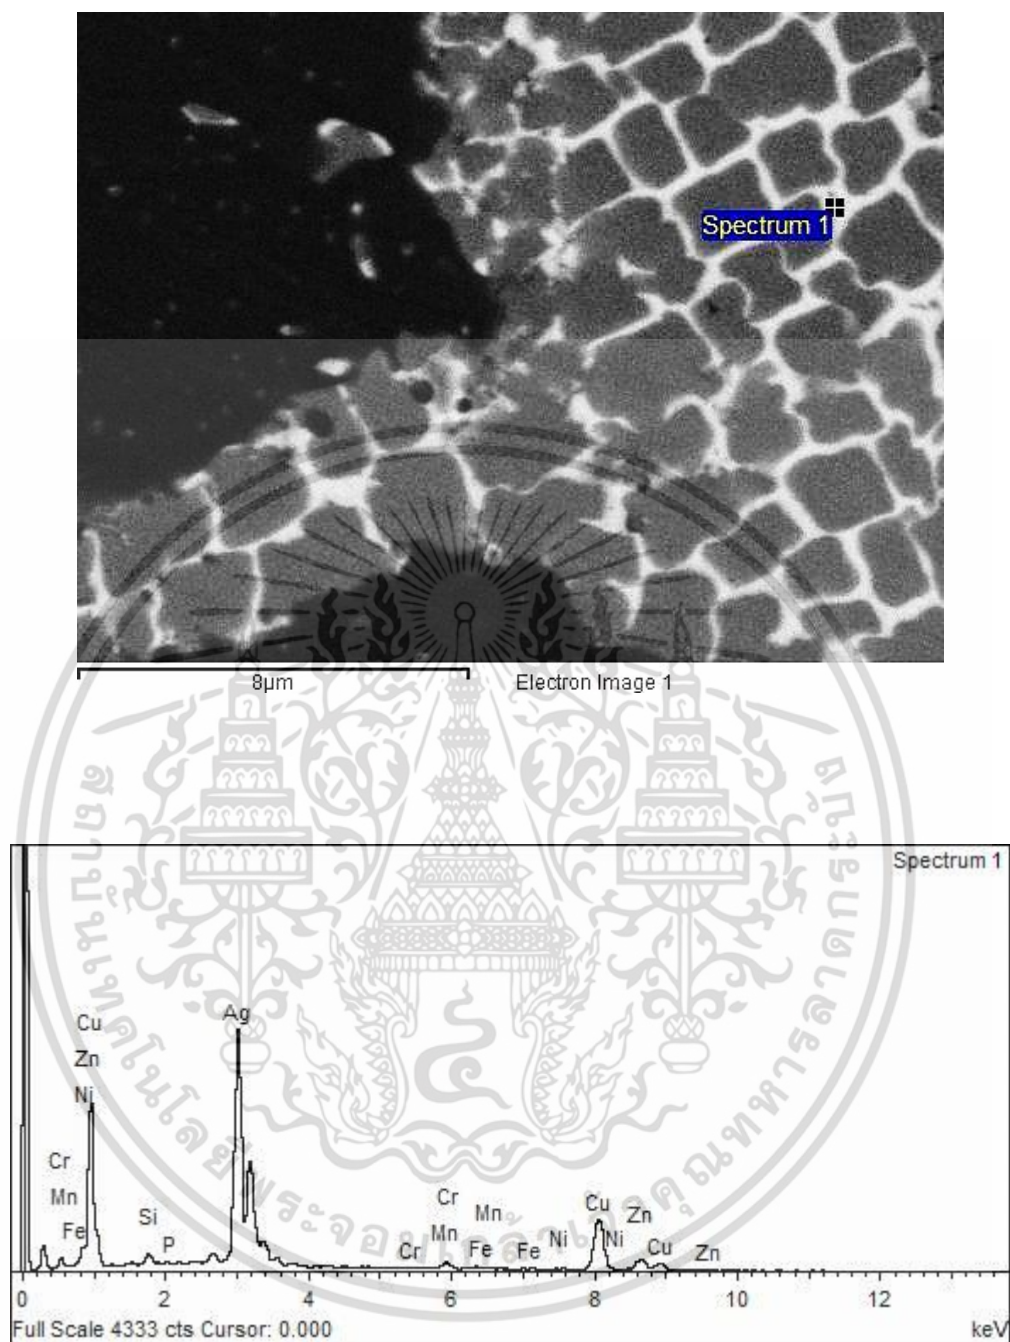 Spectrum 1
8µm
Electron Image 1
Spectrum 1
Ag
Cu
Zn
Ni
Cr
Mn
Fe
Si
P
Cr
Cr
Mn
Mn
Fe
Fe
Ni
Cu
Ni
Zn
Cu
Zn
0 2 4 6 8 10 12
Full Scale 4333 cts Cursor: 0.000 keV